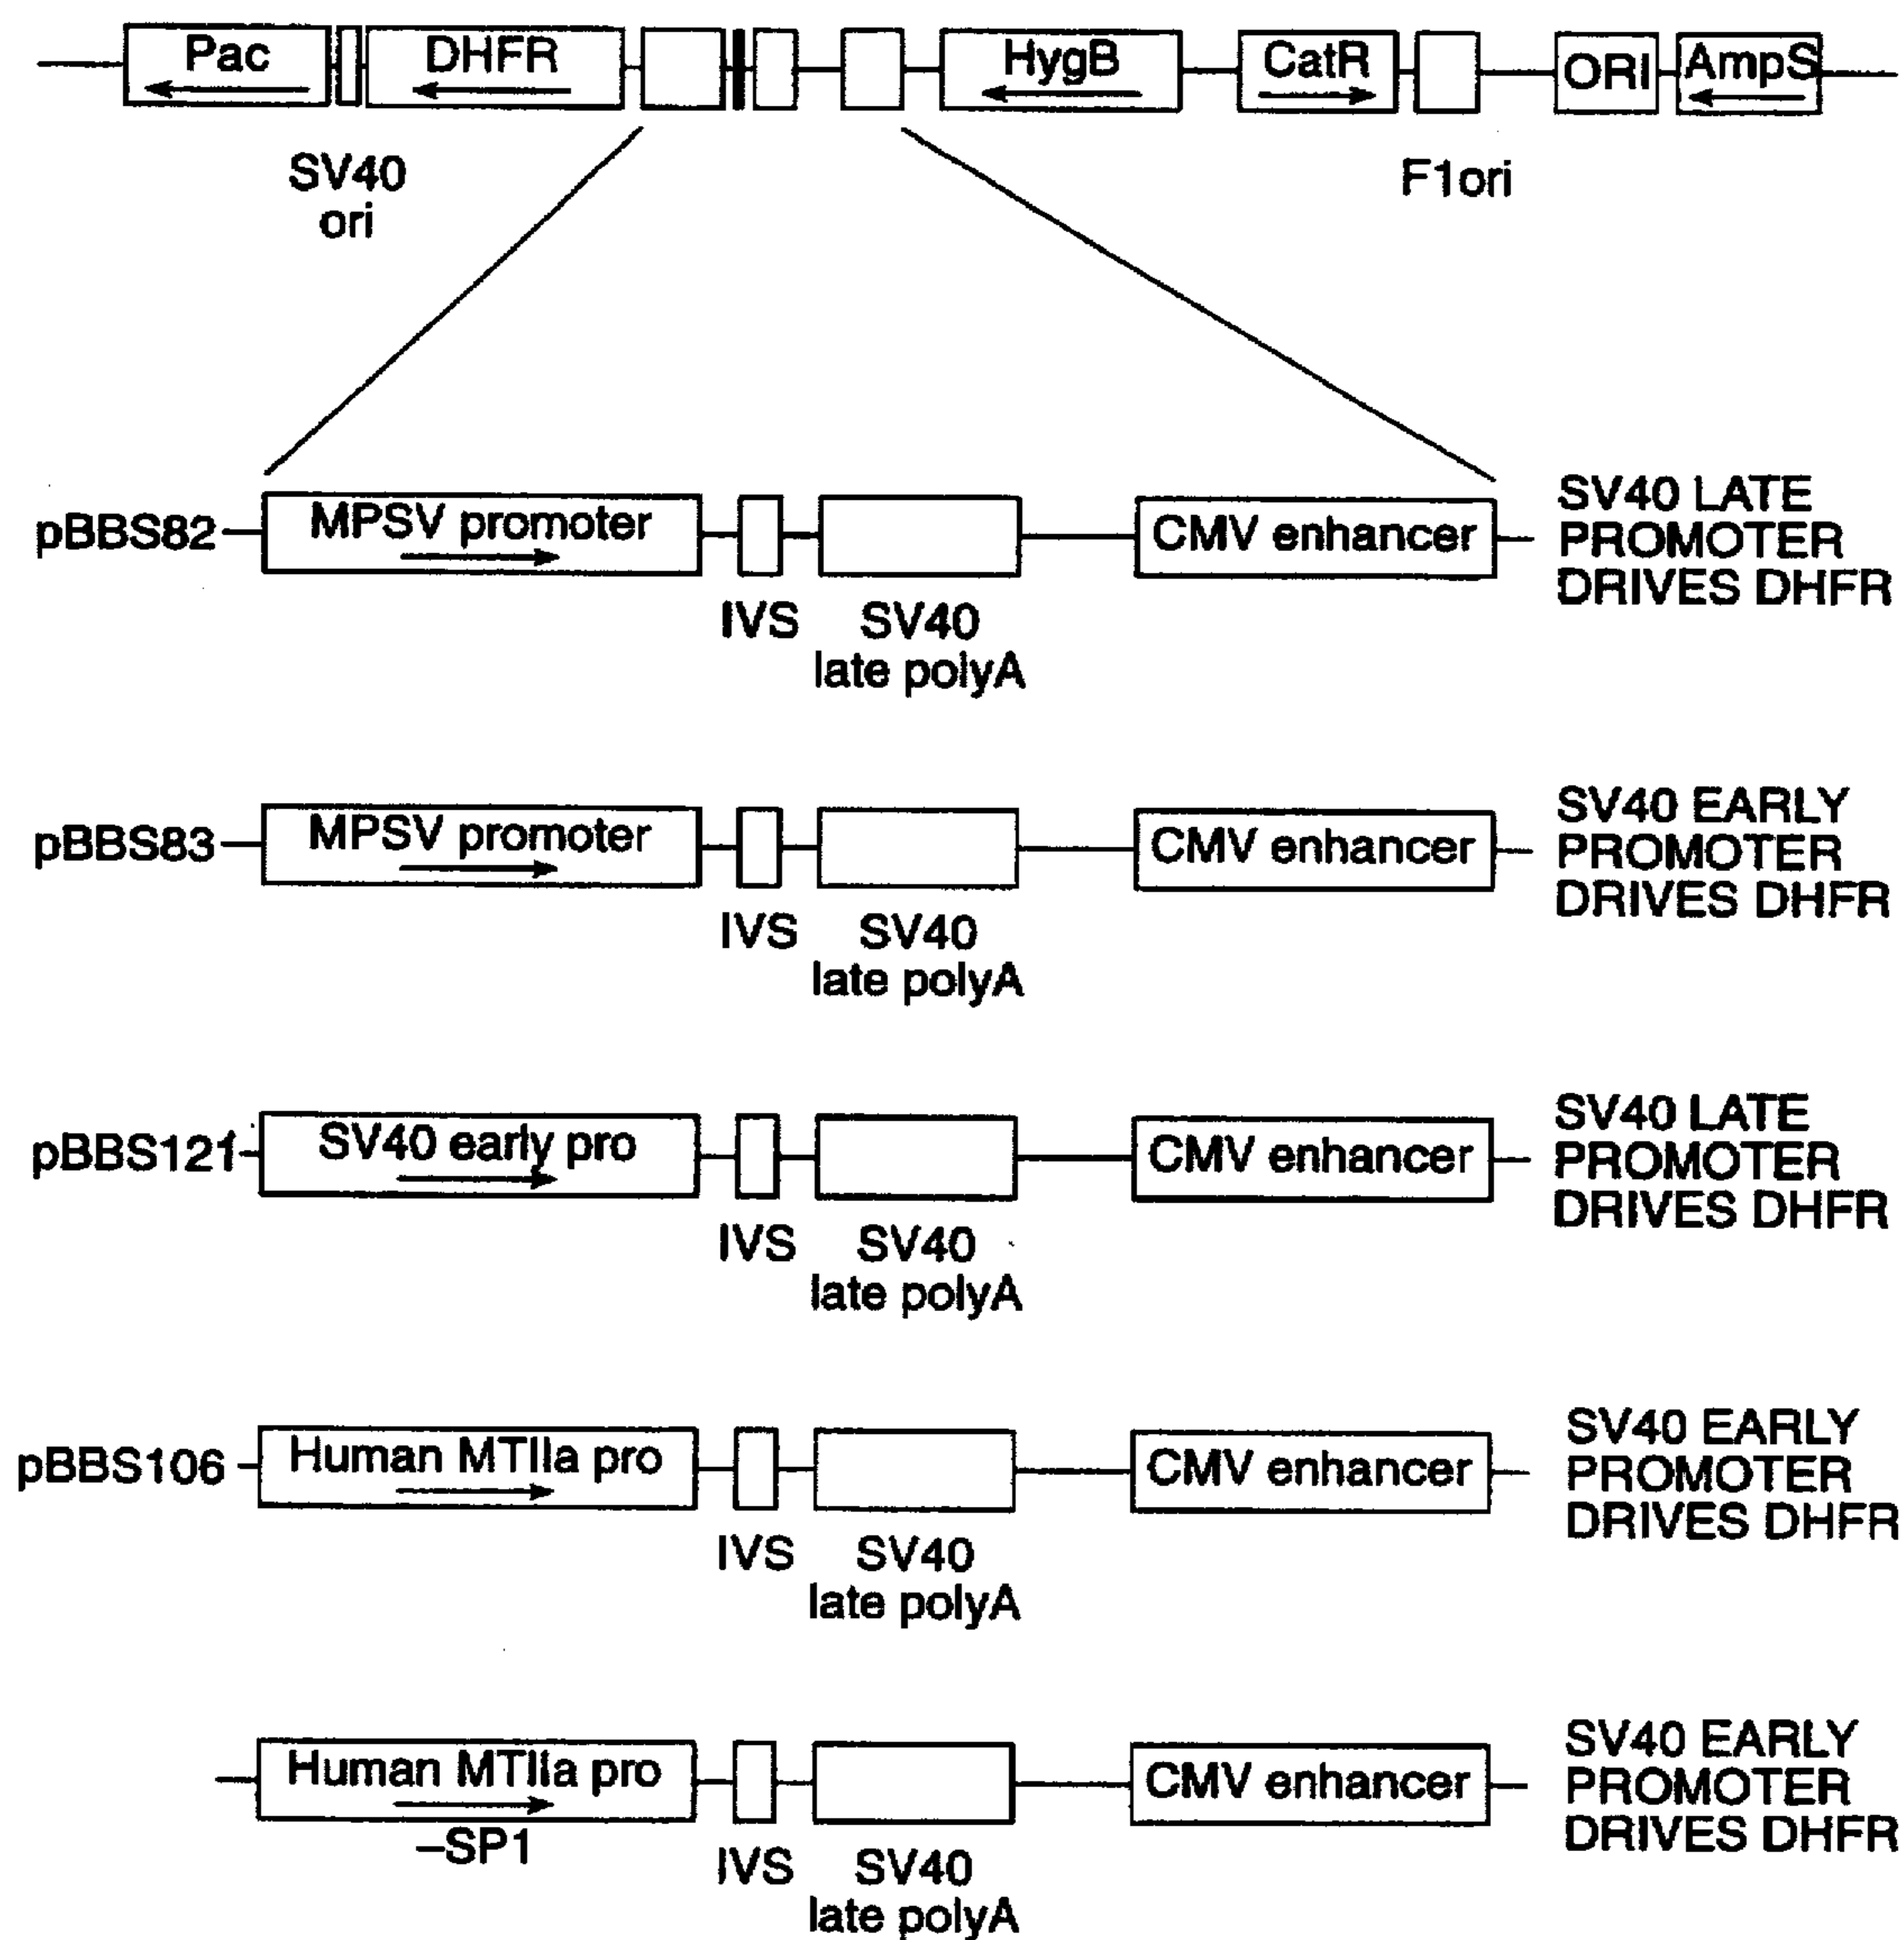 Pac DHFR HygB CatR ORI AmpS
SV40
ori
F1ori
pBBS82 MPSV promoter CMV enhancer
IVS SV40
late polyA
SV40 LATE
PROMOTER
DRIVES DHFR
pBBS83 MPSV promoter CMV enhancer
IVS SV40
late polyA
SV40 EARLY
PROMOTER
DRIVES DHFR
pBBS121 SV40 early pro CMV enhancer
IVS SV40
late polyA
SV40 LATE
PROMOTER
DRIVES DHFR
pBBS106 Human MTIIa pro CMV enhancer
IVS SV40
late polyA
SV40 EARLY
PROMOTER
DRIVES DHFR
Human MTIIa pro CMV enhancer
–SP1
IVS SV40
late polyA
SV40 EARLY
PROMOTER
DRIVES DHFR